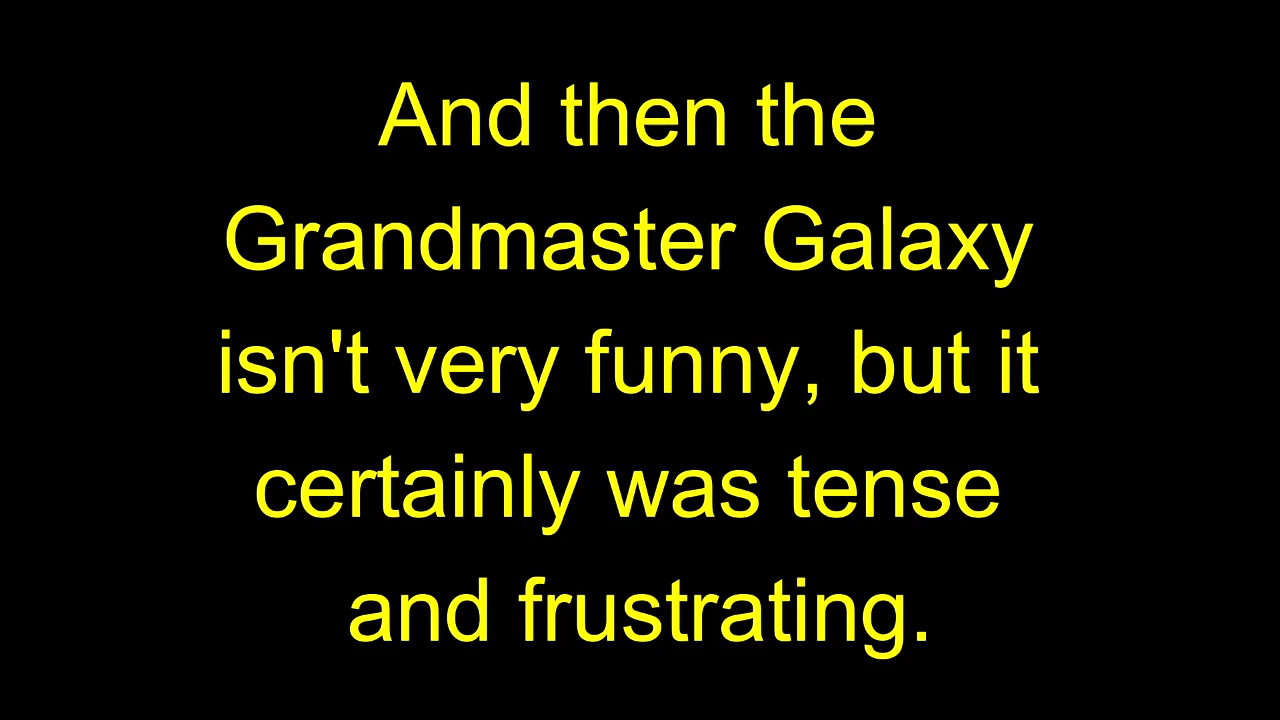 And then the
Grandmaster Galaxy
isn't very funny, but it
certainly was tense
and frustrating.